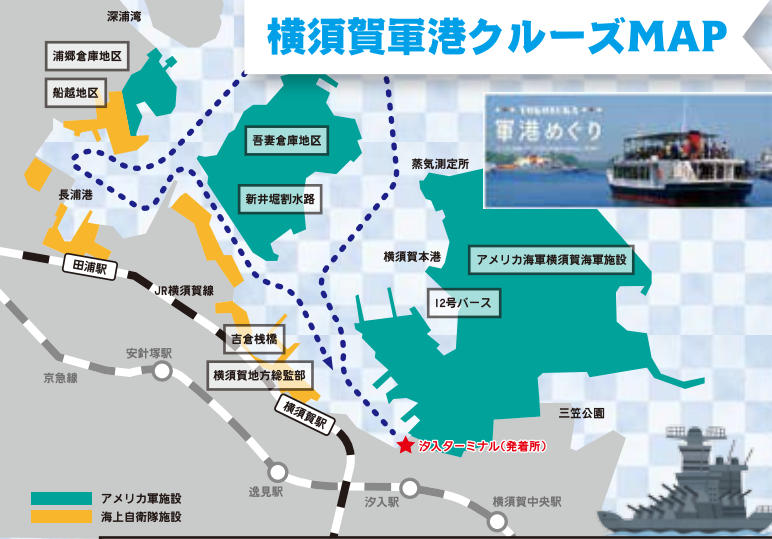 横須賀軍港クルーズMAP
深浦湾
浦郷倉庫地区
船越地区
YOKOSUKA
軍港めぐり
吾妻倉庫地区
蒸気測定所
長浦港
新井堀割水路
横須賀本港
アメリカ海軍横須賀海軍施設
田浦駅
JR横須賀線
12号バース
吉倉桟橋
安針塚駅
京急線
横須賀地方総監部
横須賀駅
三笠公園
汐入ターミナル(発着所)
逸見駅
汐入駅
横須賀中央駅
アメリカ軍施設
海上自衛隊施設